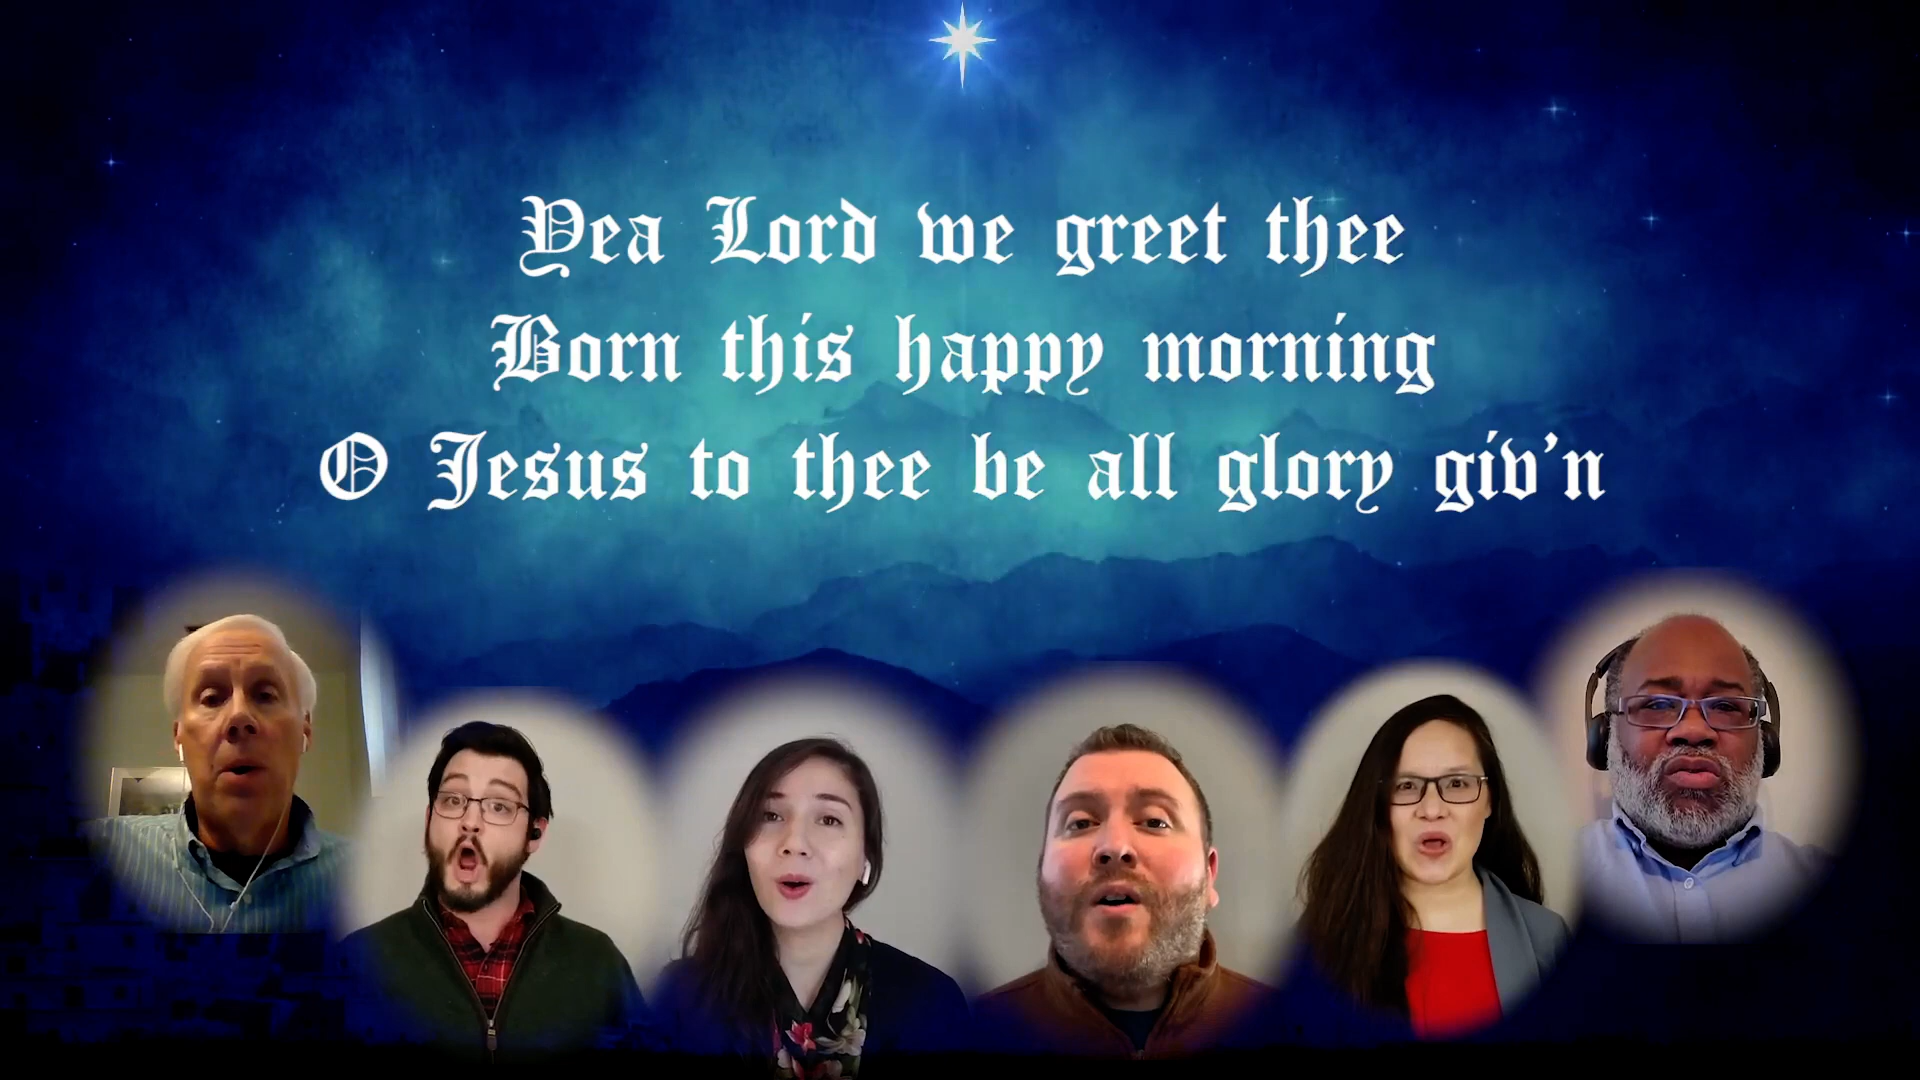 Yea Lord we greet thee
Born this happy morning
O Jesus to thee be all glory giv'n